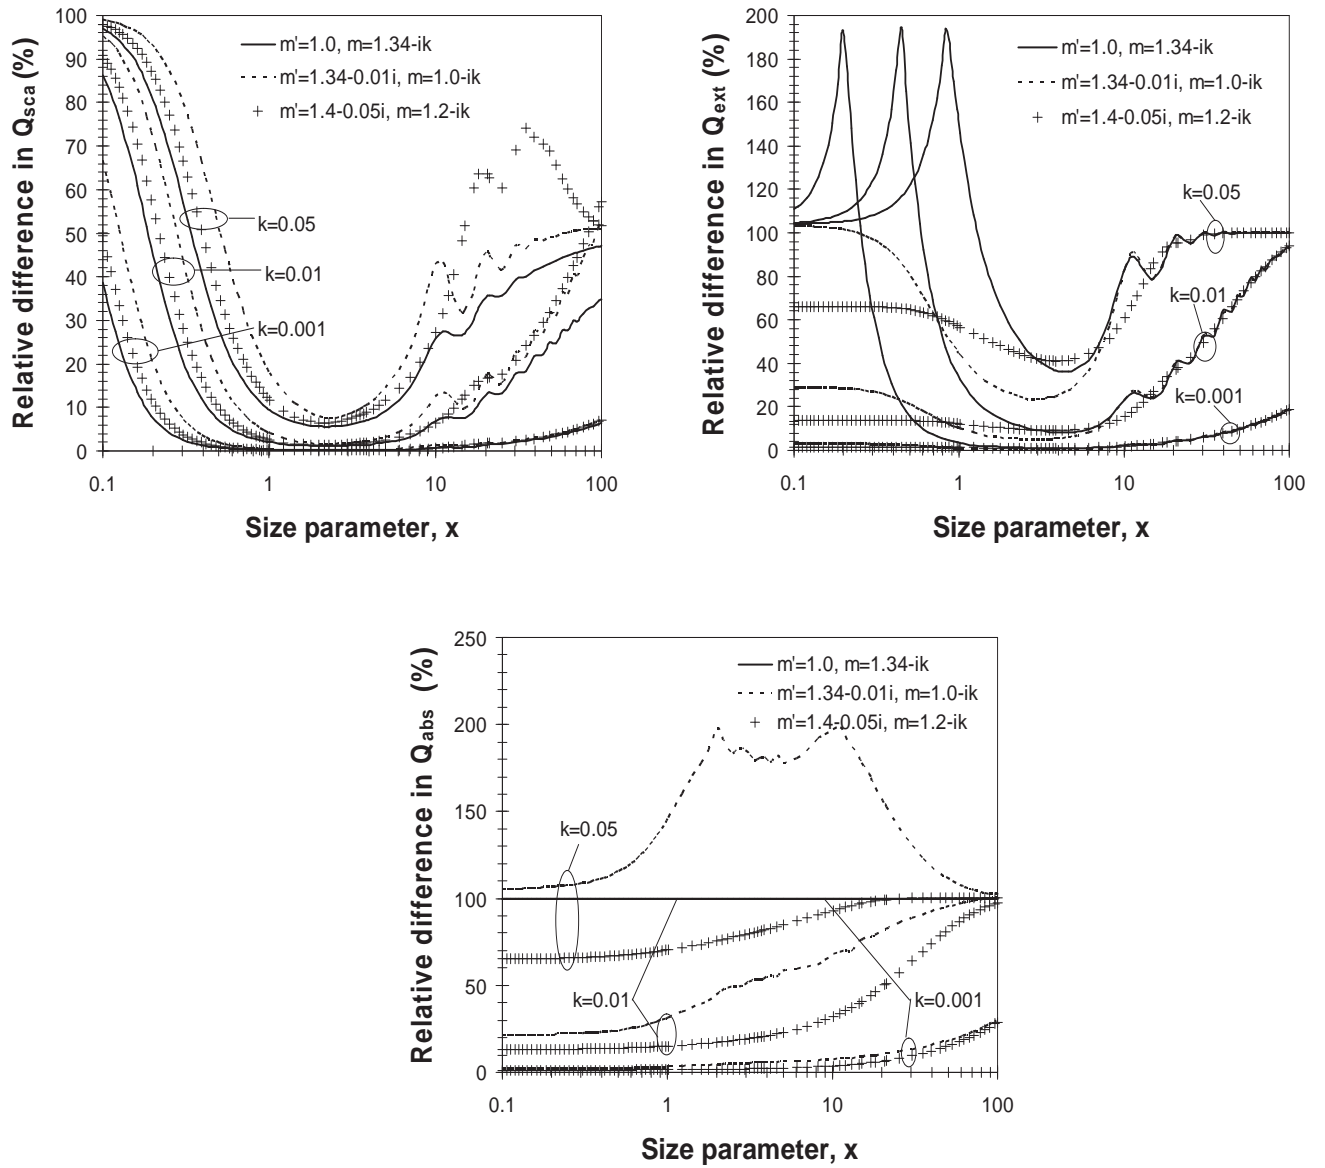 Relative difference in Qsca (%)
100
90
80
70
60
50
40
30
20
10
0
m'=1.0, m=1.34-ik
m'=1.34-0.01i, m=1.0-ik
m'=1.4-0.05i, m=1.2-ik
k=0.05
k=0.01
k=0.001
0.1
1
10
100
Size parameter, x
Relative difference in Qext (%)
200
180
160
140
120
100
80
60
40
20
0
m'=1.0, m=1.34-ik
m'=1.34-0.01i, m=1.0-ik
m'=1.4-0.05i, m=1.2-ik
k=0.05
k=0.01
k=0.001
0.1
1
10
100
Size parameter, x
Relative difference in Qabs (%)
250
200
150
100
50
0
m'=1.0, m=1.34-ik
m'=1.34-0.01i, m=1.0-ik
m'=1.4-0.05i, m=1.2-ik
k=0.05
k=0.01
k=0.001
0.1
1
10
100
Size parameter, x